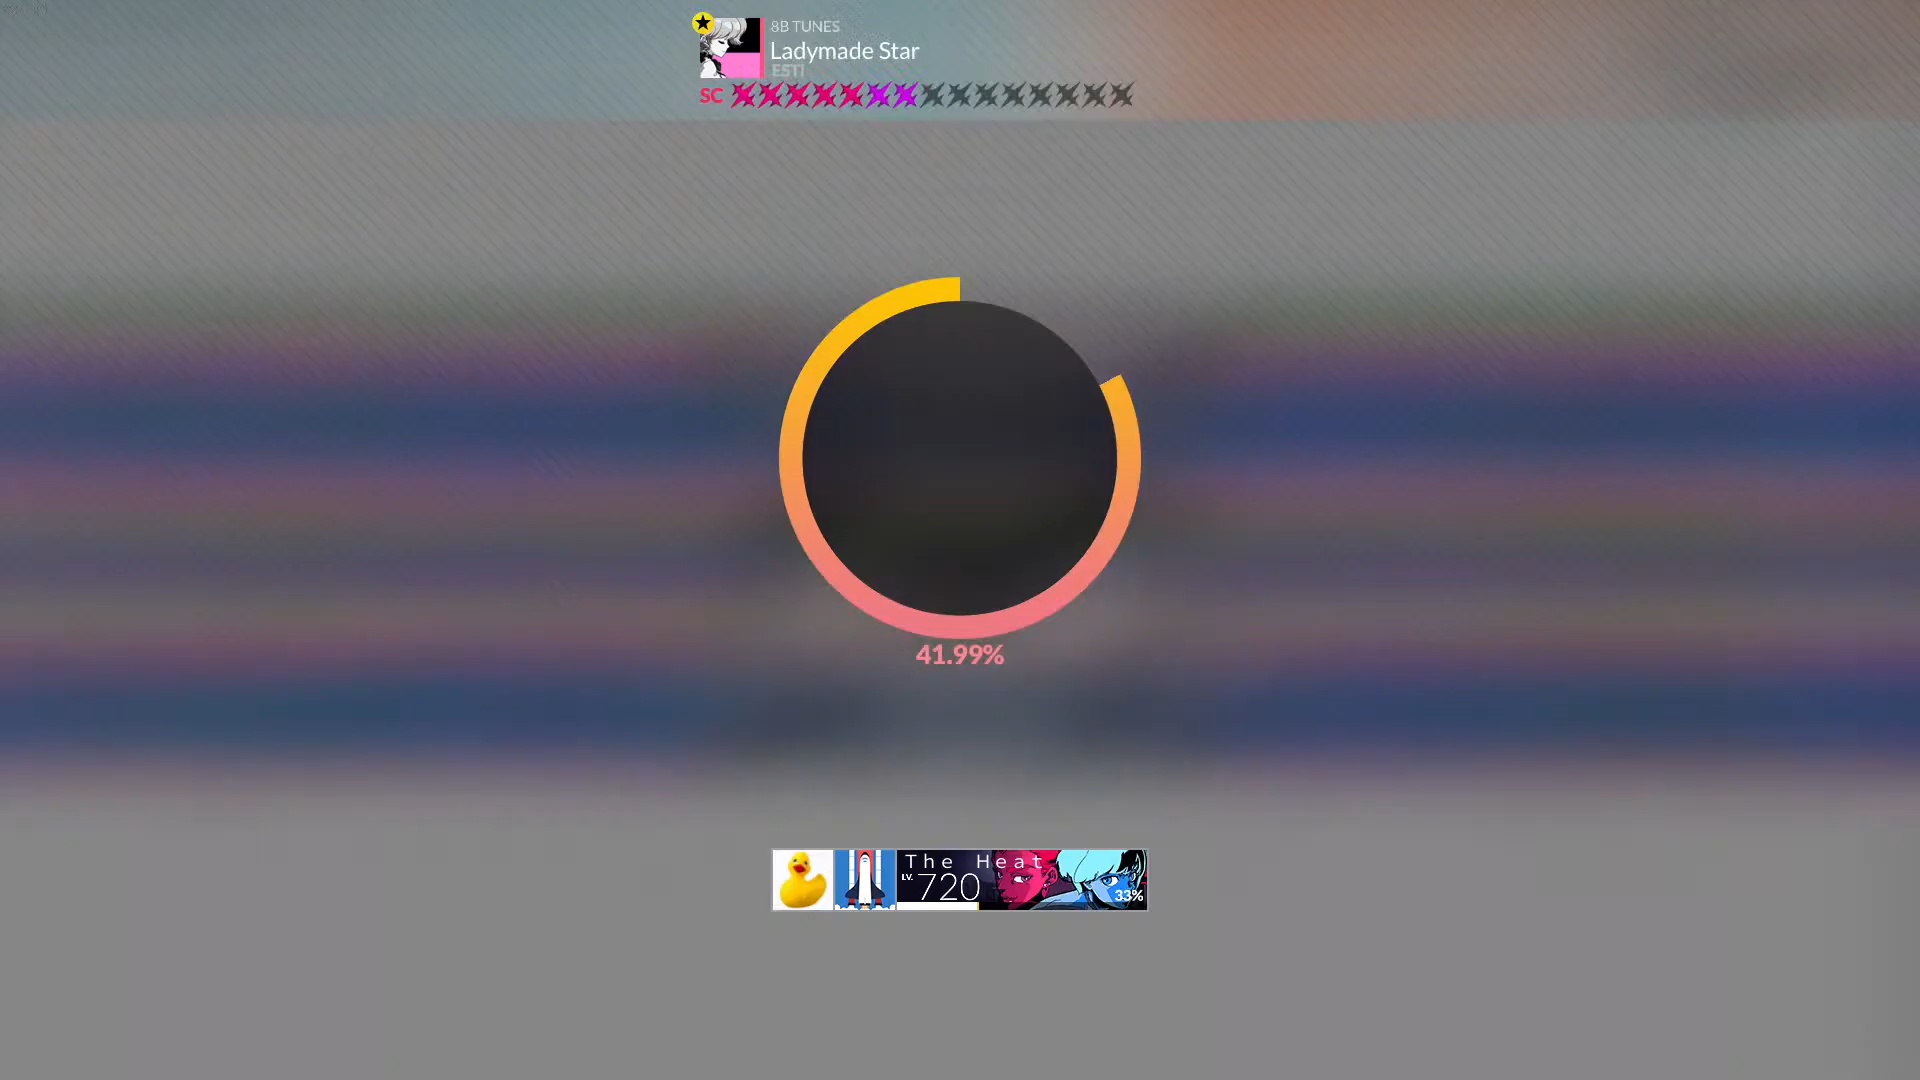 8B TUNES
Ladymade Star
ESTi
SC
41.99%
The Heat
LV. 720
33%